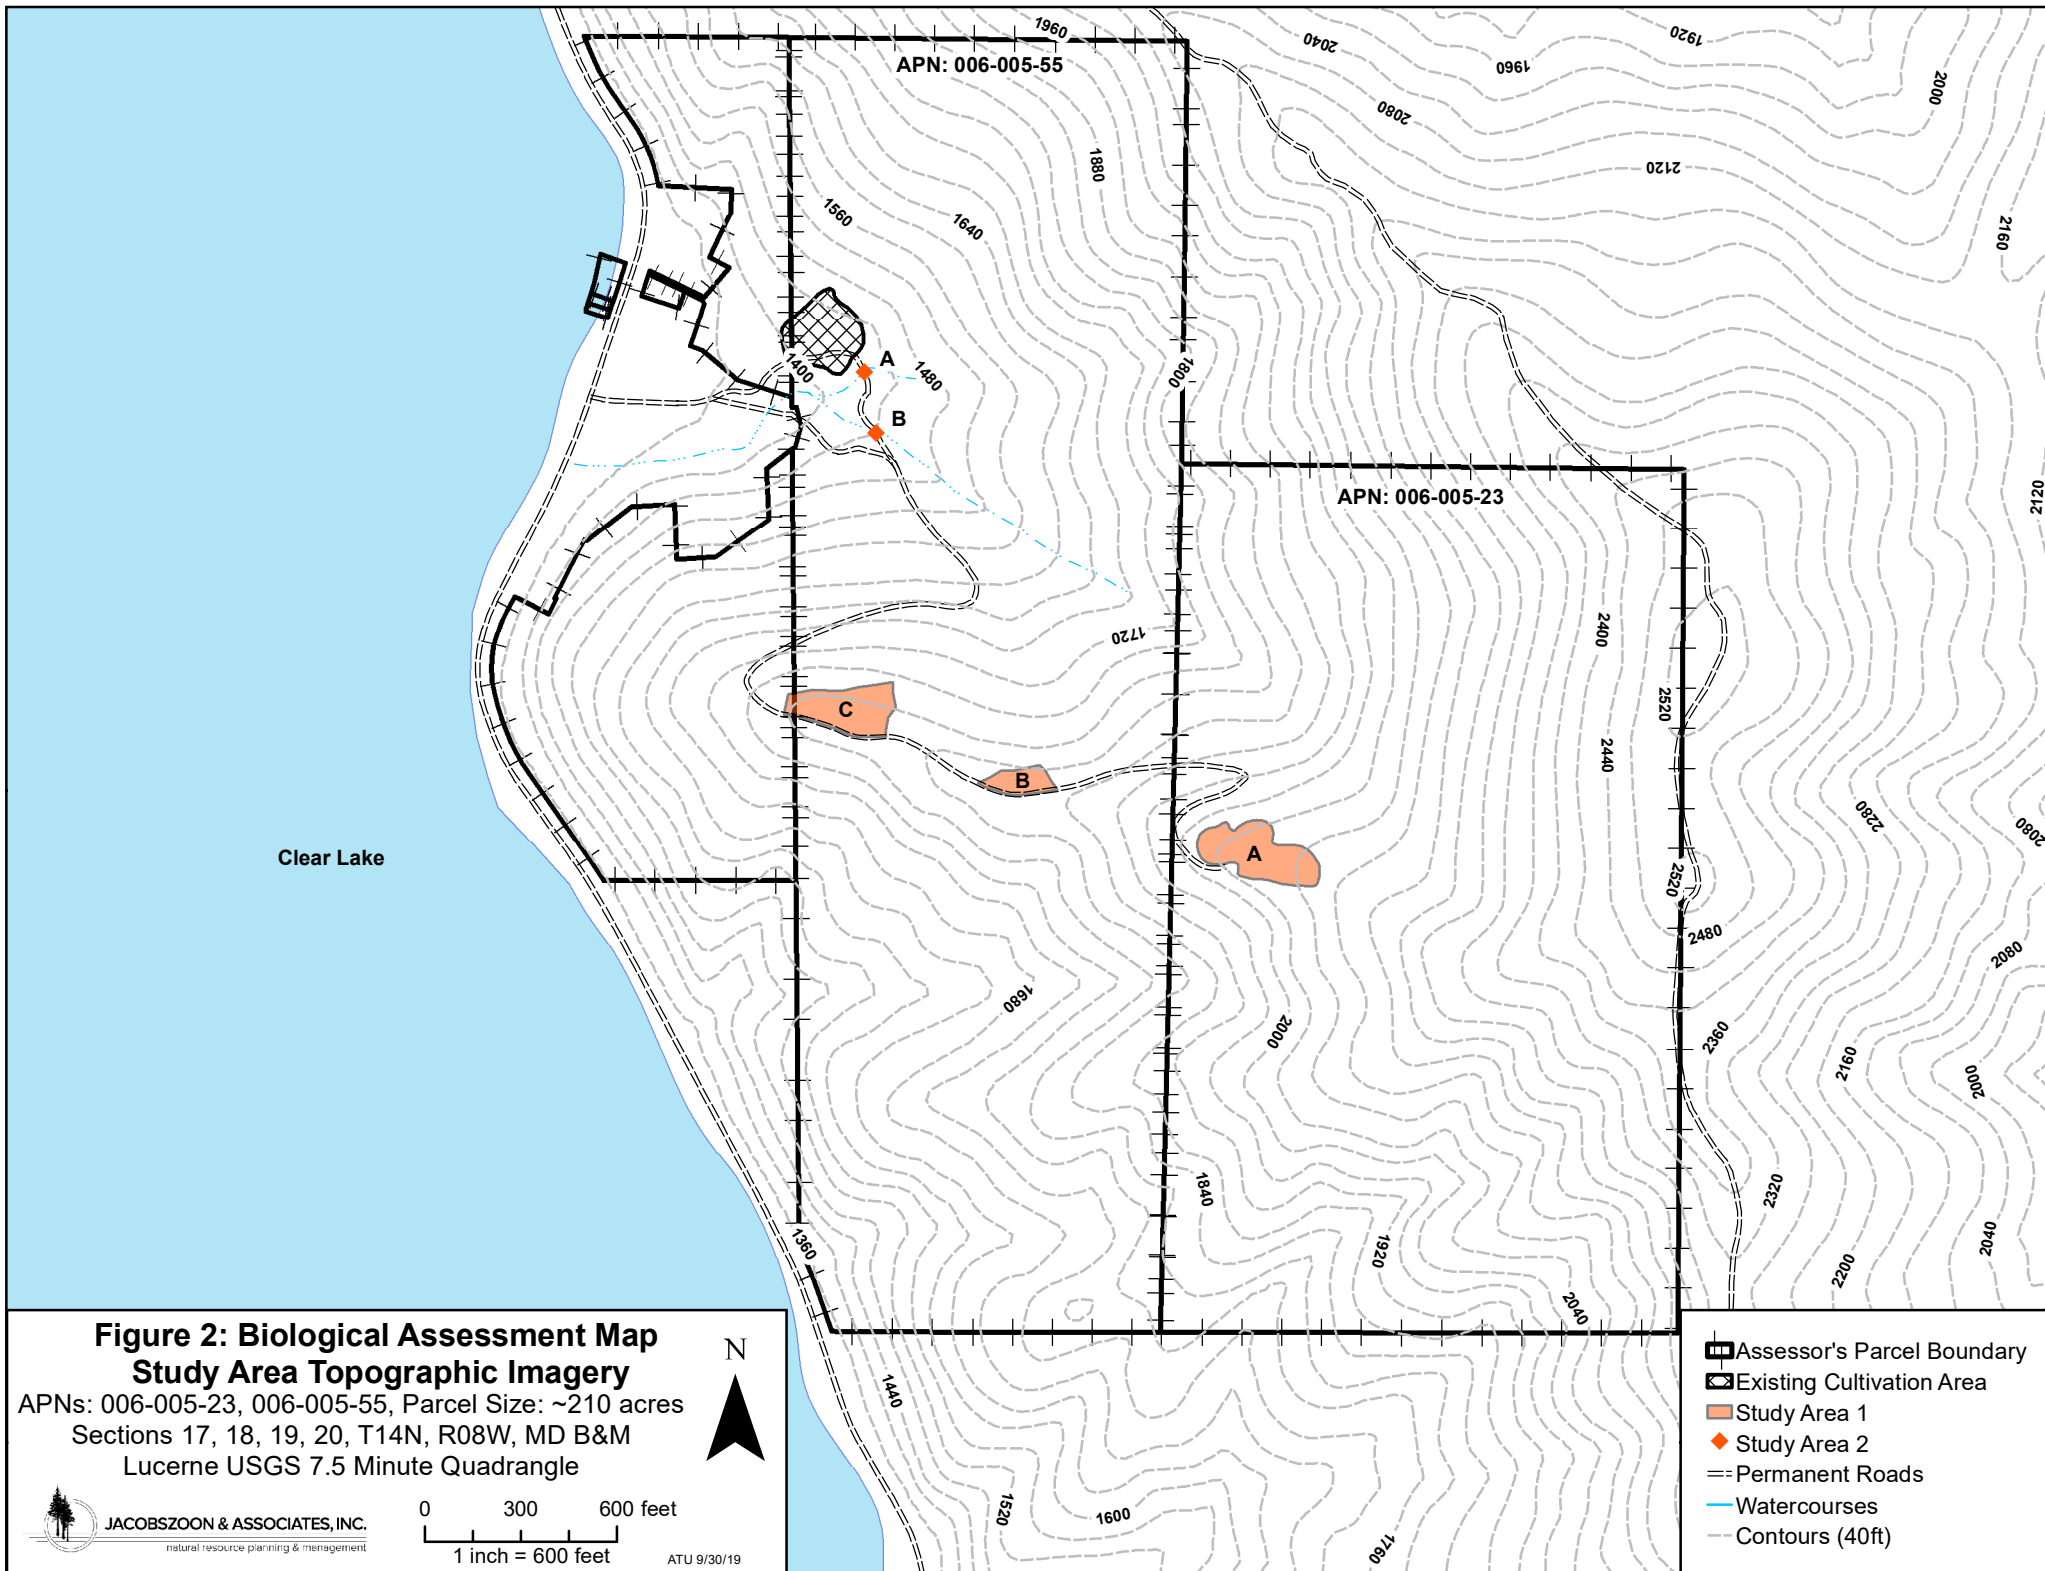 1960
2040
1920
APN: 006-005-55
1960
2000
2080
1880
2120
1560
1640
2160
1400
A
1480
1800
B
APN: 006-005-23
2120
2400
1720
2520
C
2440
B
2280
2080
A
Clear Lake
2520
2480
2080
1680
2000
2360
2160
2000
1840
2320
1360
1920
2040
2200
2040
1440
1520
1600
1760
Figure 2: Biological Assessment Map
Study Area Topographic Imagery
APNs: 006-005-23, 006-005-55, Parcel Size: ~210 acres
Sections 17, 18, 19, 20, T14N, R08W, MD B&M
Lucerne USGS 7.5 Minute Quadrangle
N
JACOBSZOON & ASSOCIATES, INC.
natural resource planning & management
0 300 600 feet
1 inch = 600 feet
ATU 9/30/19
Assessor's Parcel Boundary
Existing Cultivation Area
Study Area 1
Study Area 2
Permanent Roads
Watercourses
Contours (40ft)